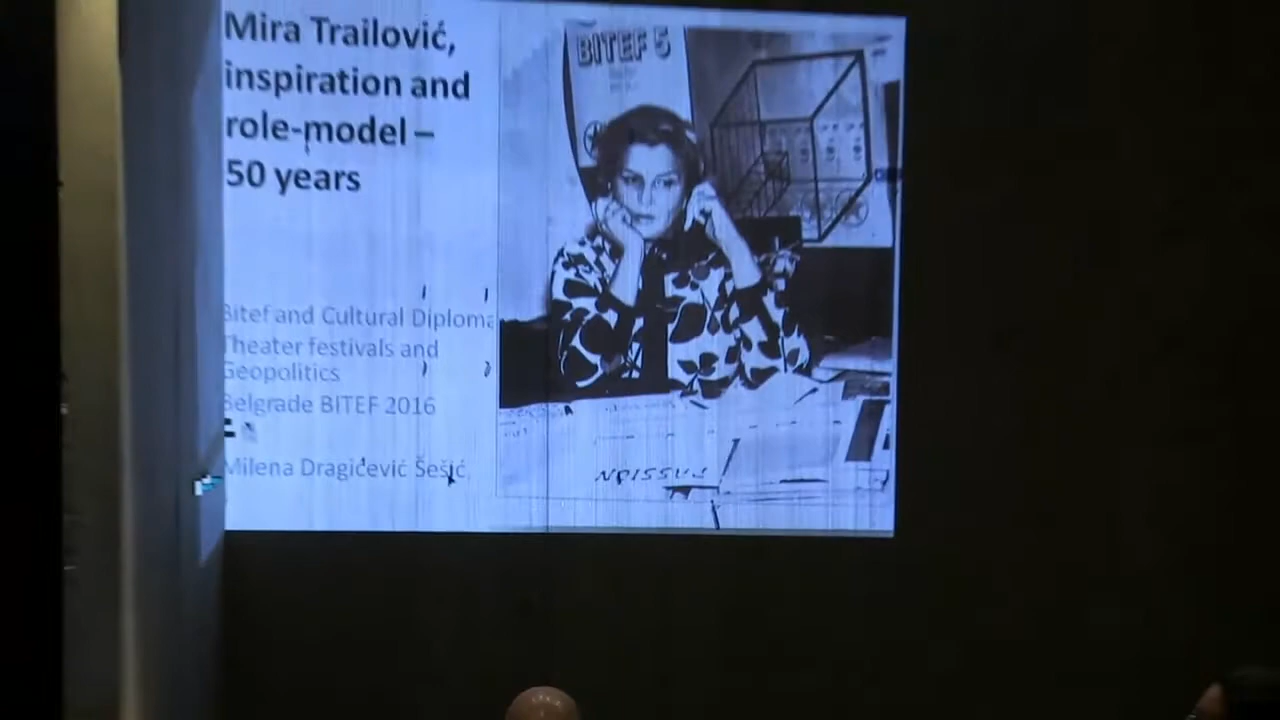 Mira Trailović,
inspiration and
role-model –
50 years
Bitef and Cultural Diploma
Theater festivals and
Geopolitics
Belgrade BITEF 2016
Milena Dragićević Šešić
BITEF 5